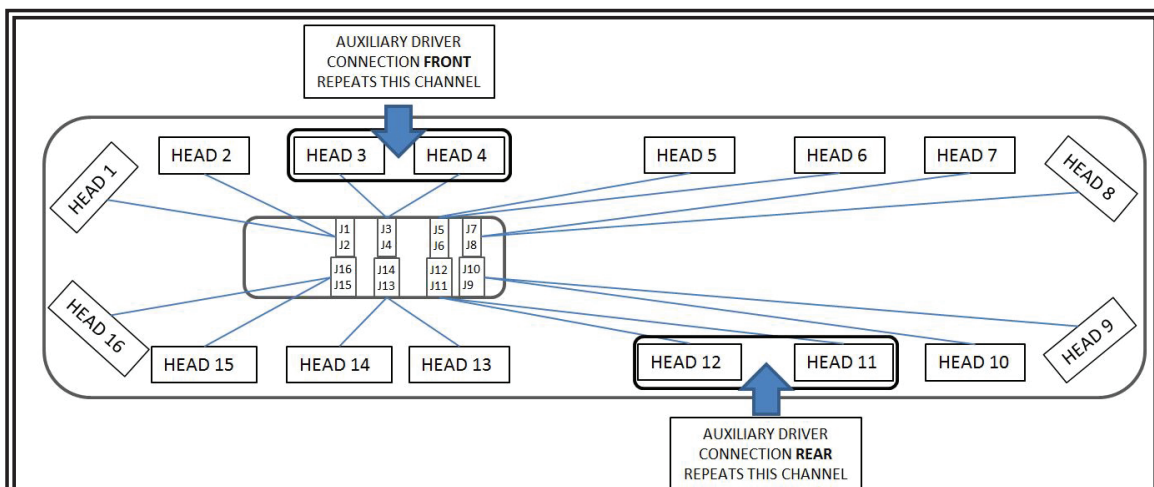 AUXILIARY DRIVER
CONNECTION FRONT
REPEATS THIS CHANNEL
HEAD 1
HEAD 2
HEAD 3
HEAD 4
HEAD 5
HEAD 6
HEAD 7
HEAD 8
J1
J2
J3
J4
J5
J6
J7
J8
J16
J15
J14
J13
J12
J11
J10
J9
HEAD 16
HEAD 15
HEAD 14
HEAD 13
HEAD 12
HEAD 11
HEAD 10
HEAD 9
AUXILIARY DRIVER
CONNECTION REAR
REPEATS THIS CHANNEL